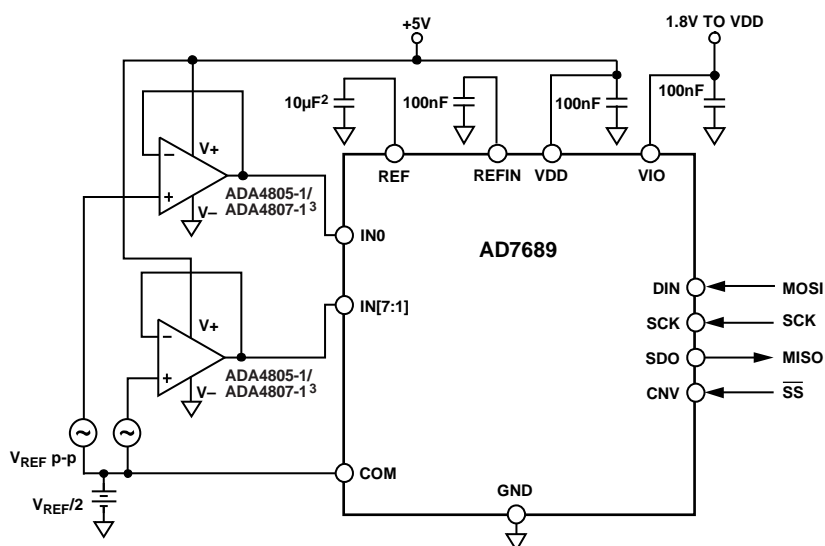 +5V
1.8V TO VDD
10µF²
100nF
100nF
100nF
V+
REF
REFIN
VDD
VIO
−
+
ADA4805-1/
ADA4807-1³
V–
IN0
AD7689
IN[7:1]
DIN
MOSI
V+
SCK
SCK
−
+
ADA4805-1/
ADA4807-1³
V–
SDO
MISO
CNV
S̅S̅
~
~
VREF p-p
COM
VREF/2
GND